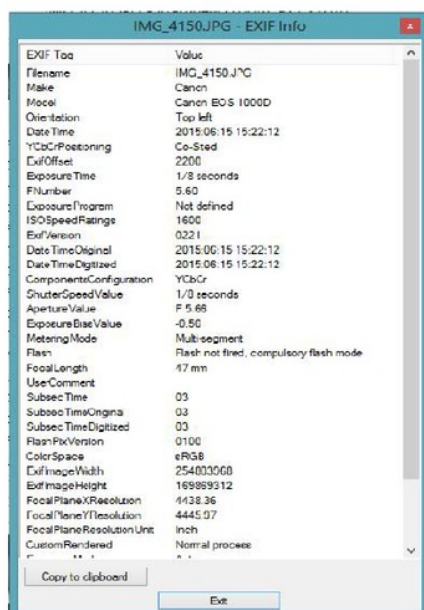 IMG_4150.JPG - EXIF Info
EXIF Tag Value
Filename IMG_4150.JPG
Make Canon
Model Canon EOS 1000D
Orientation Top left
DateTime 2015:06:15 15:22:12
YCbCrPositioning Co-Sited
ExifOffset 2200
ExposureTime 1/8 seconds
FNumber 5.60
ExposureProgram Not defined
ISOSpeedRatings 1600
ExifVersion 0221
DateTimeOriginal 2015:06:15 15:22:12
DateTimeDigitized 2015:06:15 15:22:12
ComponentsConfiguration YCbCr
ShutterSpeedValue 1/8 seconds
ApertureValue F 5.66
ExposureBiasValue -0.50
MeteringMode Multi-segment
Flash Flash not fired, compulsory flash mode
FocalLength 47 mm
UserComment
SubsecTime 03
SubsecTimeOriginal 03
SubsecTimeDigitized 03
FlashPixVersion 0100
ColorSpace sRGB
ExifImageWidth
ExifImageHeight
FocalPlaneXResolution 4438.36
FocalPlaneYResolution 4445.97
FocalPlaneResolutionUnit Inch
CustomRendered Normal process
Copy to clipboard
Exit